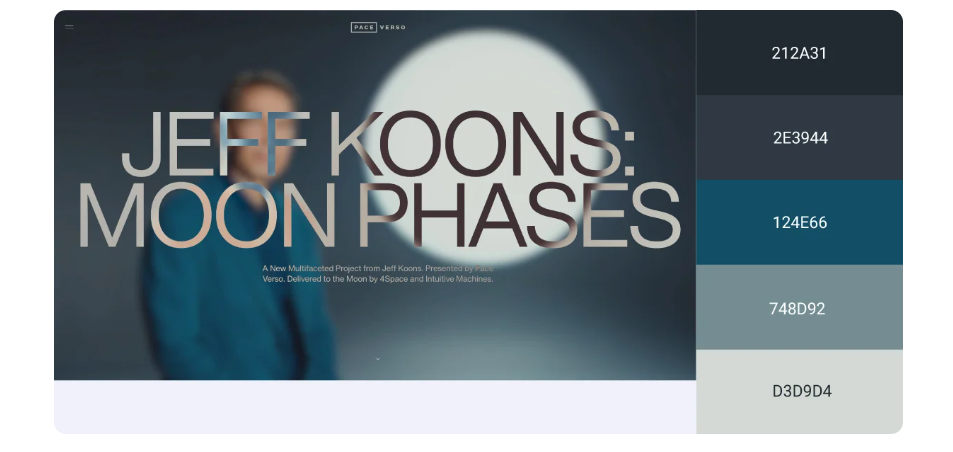 PACE VERSO
JEFF KOONS:
MOON PHASES
A New Multifaceted Project from Jeff Koons. Presented by Pace
Verso. Delivered to the Moon by 4Space and Intuitive Machines.
212A31
2E3944
124E66
748D92
D3D9D4